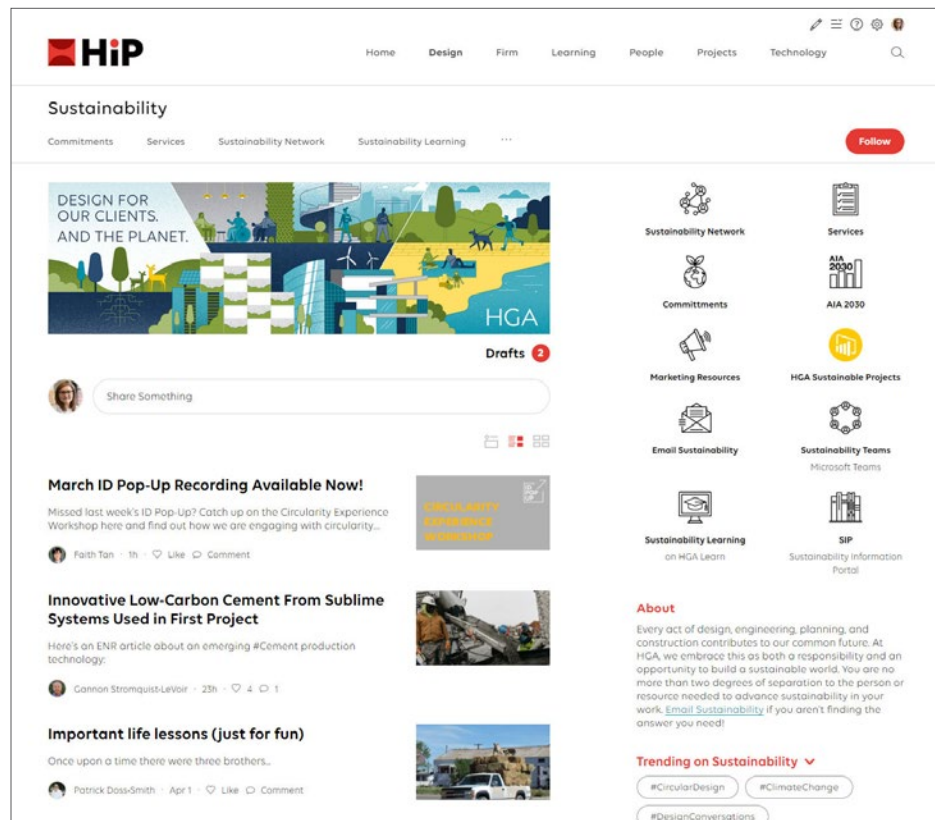 HiP
Home Design Firm Learning People Projects Technology
Sustainability
Commitments Services Sustainability Network Sustainability Learning ...
Follow
DESIGN FOR
OUR CLIENTS.
AND THE PLANET.
HGA
Drafts 2
Share Something
March ID Pop-Up Recording Available Now!
Missed last week's ID Pop-Up? Catch up on the Circularity Experience
Workshop here and find out how we are engaging with circularity...
Faith Tan · 1h · Like Comment
CIRCULARITY
EXPERIENCE
WORKSHOP
Innovative Low-Carbon Cement From Sublime
Systems Used in First Project
Here's an ENR article about an emerging #Cement production
technology:
Gannon Stromquist-LeVoir · 23h · 4 1
Important life lessons (just for fun)
Once upon a time there were three brothers...
Patrick Doss-Smith · Apr 1 · Like Comment
Sustainability Network
Services
Committments
AIA
2030
AIA 2030
Marketing Resources
HGA Sustainable Projects
Email Sustainability
Sustainability Teams
Microsoft Teams
Sustainability Learning
on HGA Learn
SIP
Sustainability Information
Portal
About
Every act of design, engineering, planning, and
construction contributes to our common future. At
HGA, we embrace this as both a responsibility and an
opportunity to build a sustainable world. You are no
more than two degrees of separation to the person or
resource needed to advance sustainability in your
work. Email Sustainability if you aren't finding the
answer you need!
Trending on Sustainability
#CircularDesign #ClimateChange
#DesignConversations